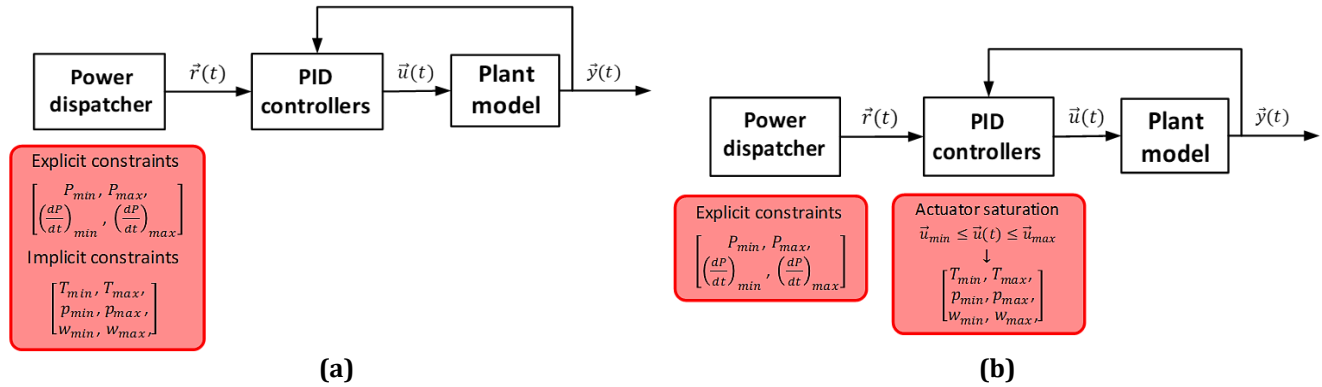 Power
dispatcher
r⃗(t)
PID
controllers
u⃗(t)
Plant
model
y⃗(t)
Explicit constraints
[P_min, P_max,
(dP/dt)_min, (dP/dt)_max]
Implicit constraints
[T_min, T_max,
p_min, p_max,
w_min, w_max,]
(a)
Power
dispatcher
r⃗(t)
PID
controllers
u⃗(t)
Plant
model
y⃗(t)
Explicit constraints
[P_min, P_max,
(dP/dt)_min, (dP/dt)_max]
Actuator saturation
u⃗_min ≤ u⃗(t) ≤ u⃗_max
↓
[T_min, T_max,
p_min, p_max,
w_min, w_max,]
(b)